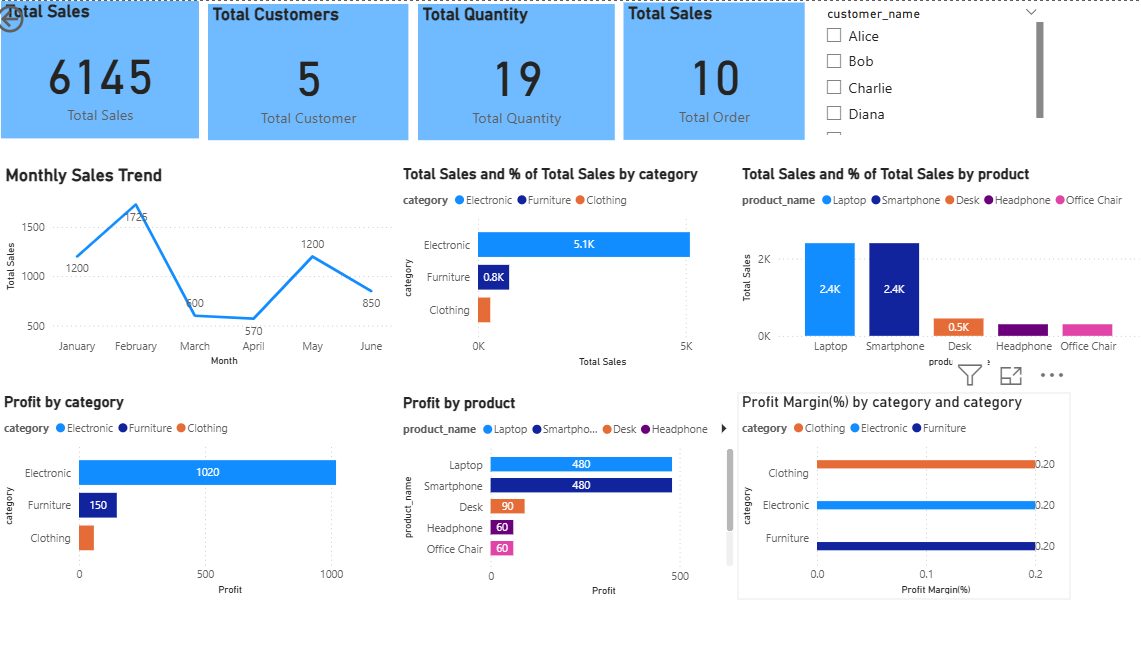 Total Sales
6145
Total Sales
Total Customers
5
Total Customer
Total Quantity
19
Total Quantity
Total Sales
10
Total Order
customer_name
Alice
Bob
Charlie
Diana
Monthly Sales Trend
Total Sales
1500
1000
500
1200
1725
600
570
1200
850
January February March April May June
Month
Total Sales and % of Total Sales by category
category Electronic Furniture Clothing
category
Electronic 5.1K
Furniture 0.8K
Clothing
0K 5K
Total Sales
Total Sales and % of Total Sales by product
product_name Laptop Smartphone Desk Headphone Office Chair
Total Sales
2K
0K
2.4K 2.4K 0.5K
Laptop Smartphone Desk Headphone Office Chair
Profit by category
category Electronic Furniture Clothing
category
Electronic 1020
Furniture 150
Clothing
0 500 1000
Profit
Profit by product
product_name Laptop Smartpho... Desk Headphone
product_name
Laptop 480
Smartphone 480
Desk 90
Headphone 60
Office Chair 60
0 500
Profit
Profit Margin(%) by category and category
category Clothing Electronic Furniture
category
Clothing 0.20
Electronic 0.20
Furniture 0.20
0.0 0.1 0.2
Profit Margin(%)